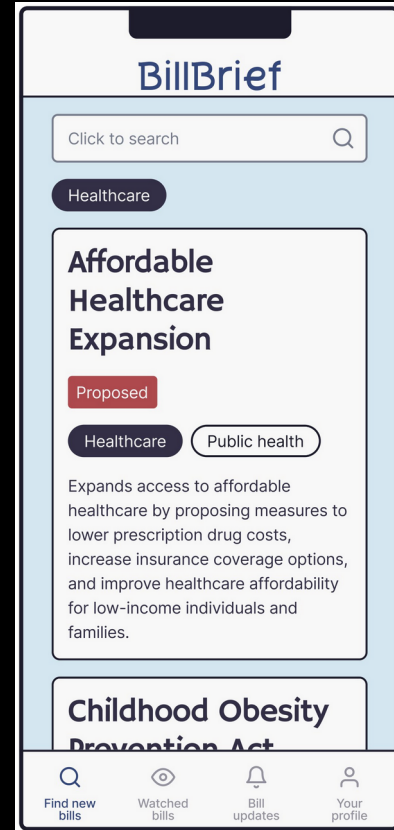 BillBrief
Click to search
Healthcare
Affordable
Healthcare
Expansion
Proposed
Healthcare Public health
Expands access to affordable
healthcare by proposing measures to
lower prescription drug costs,
increase insurance coverage options,
and improve healthcare affordability
for low-income individuals and
families.
Childhood Obesity
Prevention Act
Find new
bills
Watched
bills
Bill
updates
Your
profile